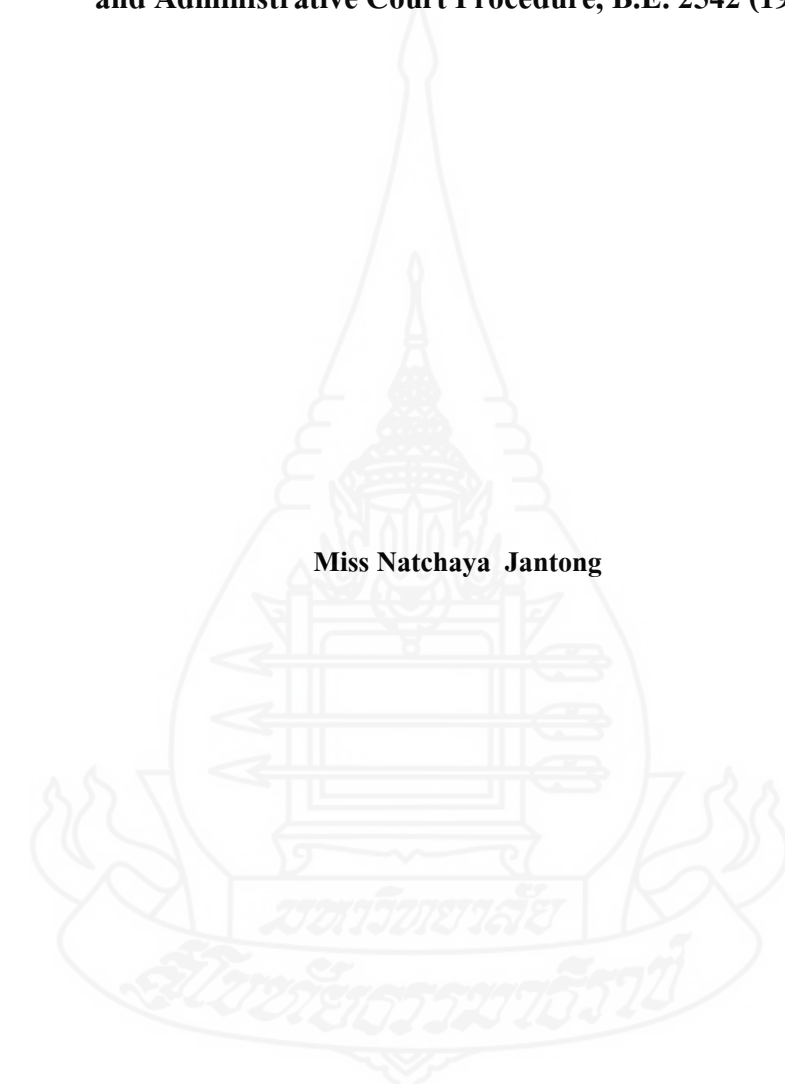 and Administrative Court Procedure, B.E. 2542 (19
Miss Natchaya Jantong
มหาวิทยาลัย
สุโขทัยธรรมาธิราช